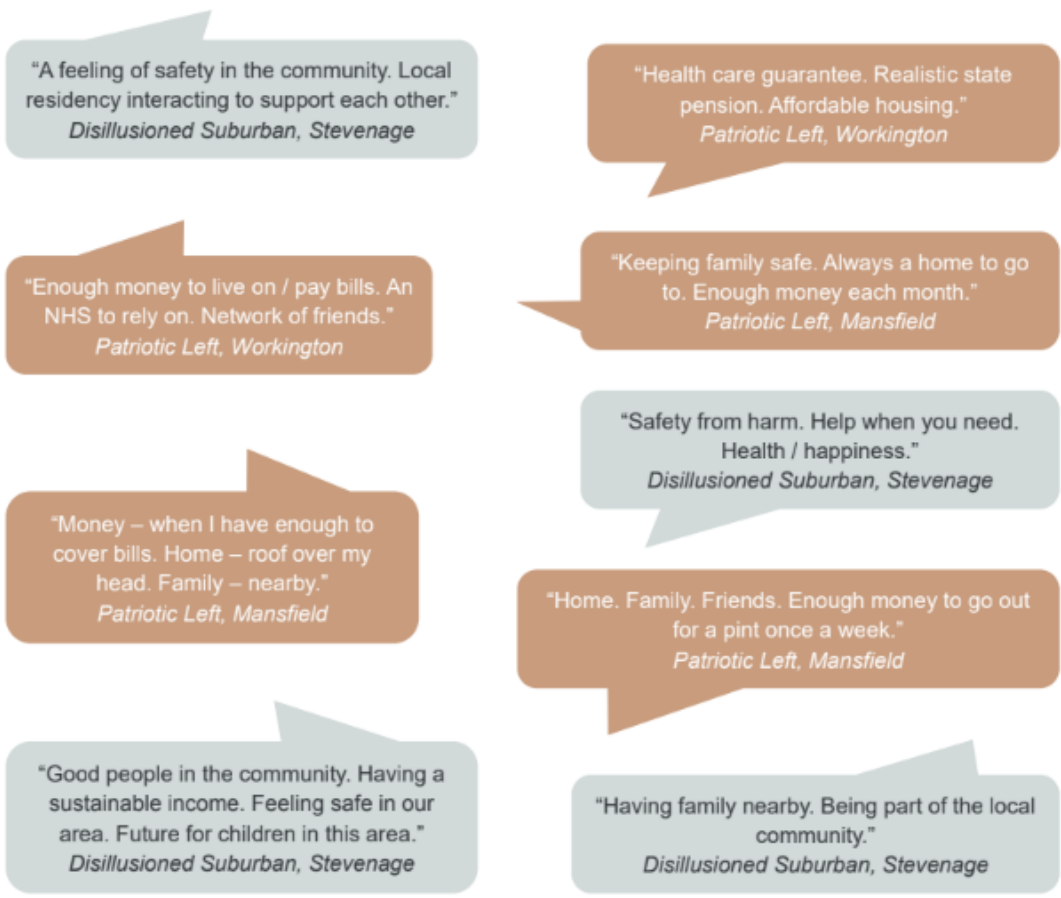 “A feeling of safety in the community. Local
residency interacting to support each other.”
Disillusioned Suburban, Stevenage
“Health care guarantee. Realistic state
pension. Affordable housing.”
Patriotic Left, Workington
“Enough money to live on / pay bills. An
NHS to rely on. Network of friends.”
Patriotic Left, Workington
“Keeping family safe. Always a home to go
to. Enough money each month.”
Patriotic Left, Mansfield
“Safety from harm. Help when you need.
Health / happiness.”
Disillusioned Suburban, Stevenage
“Money – when I have enough to
cover bills. Home – roof over my
head. Family – nearby.”
Patriotic Left, Mansfield
“Home. Family. Friends. Enough money to go out
for a pint once a week.”
Patriotic Left, Mansfield
“Good people in the community. Having a
sustainable income. Feeling safe in our
area. Future for children in this area.”
Disillusioned Suburban, Stevenage
“Having family nearby. Being part of the local
community.”
Disillusioned Suburban, Stevenage